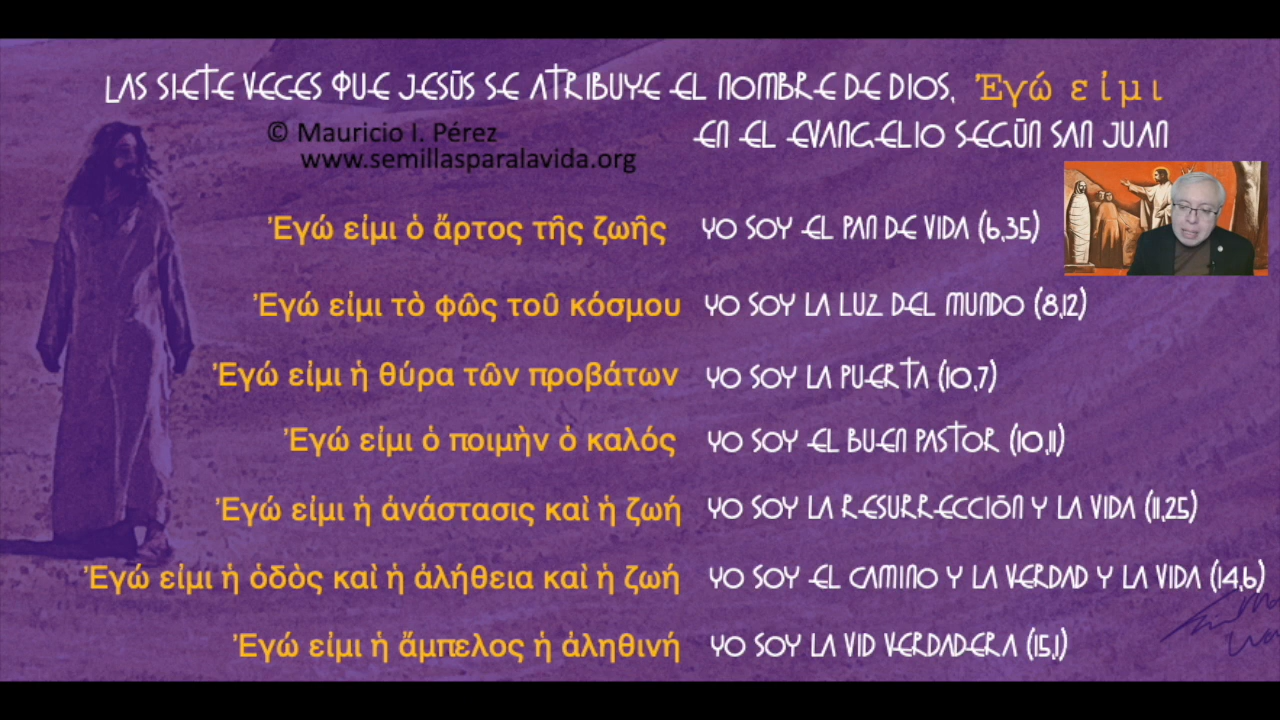 LAS SIETE VECES QUE JESÚS SE ATRIBUYE EL NOMBRE DE DIOS, Ἐγώ εἰμι
© Mauricio I. Pérez
EN EL EVANGELIO SEGÚN SAN JUAN
www.semillasparalavida.org
Ἐγώ εἰμι ὁ ἄρτος τῆς ζωῆς YO SOY EL PAN DE VIDA (6,35)
Ἐγώ εἰμι τὸ φῶς τοῦ κόσμου YO SOY LA LUZ DEL MUNDO (8,12)
Ἐγώ εἰμι ἡ θύρα τῶν προβάτων YO SOY LA PUERTA (10,7)
Ἐγώ εἰμι ὁ ποιμὴν ὁ καλός YO SOY EL BUEN PASTOR (10,11)
Ἐγώ εἰμι ἡ ἀνάστασις καὶ ἡ ζωή YO SOY LA RESURRECCIÓN Y LA VIDA (11,25)
Ἐγώ εἰμι ἡ ὁδὸς καὶ ἡ ἀλήθεια καὶ ἡ ζωή YO SOY EL CAMINO Y LA VERDAD Y LA VIDA (14,6)
Ἐγώ εἰμι ἡ ἄμπελος ἡ ἀληθινή YO SOY LA VID VERDADERA (15,1)